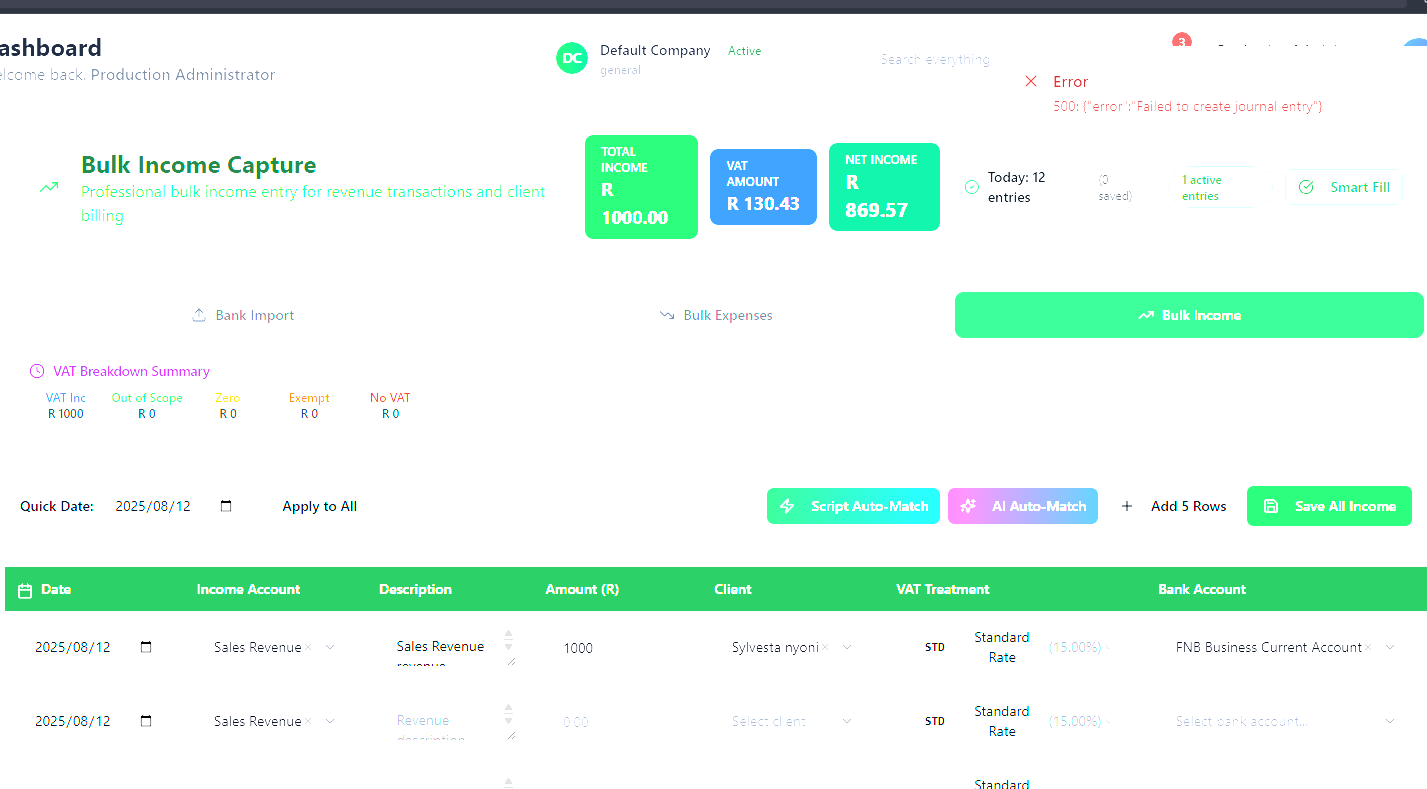 ashboard
elcome back, Production Administrator
DC
Default Company
Active
general
Search everything
3
Error
500: {"error":"Failed to create journal entry"}
Bulk Income Capture
Professional bulk income entry for revenue transactions and client
billing
TOTAL
INCOME
R
1000.00
VAT
AMOUNT
R 130.43
NET INCOME
R
869.57
Today: 12
entries
(0
saved)
1 active
entries
Smart Fill
Bank Import
Bulk Expenses
Bulk Income
VAT Breakdown Summary
VAT Inc Out of Scope Zero Exempt No VAT
R 1000 R 0 R 0 R 0 R 0
Quick Date: 2025/08/12 Apply to All
Script Auto-Match
AI Auto-Match
Add 5 Rows
Save All Income
Date Income Account Description Amount (R) Client VAT Treatment Bank Account
2025/08/12
Sales Revenue
Sales Revenue
revenue
1000
Sylvesta nyoni
STD
Standard
Rate
(15.00%)
FNB Business Current Account
2025/08/12
Sales Revenue
Revenue
description
0.00
Select client
STD
Standard
Rate
(15.00%)
Select bank account...
Standard